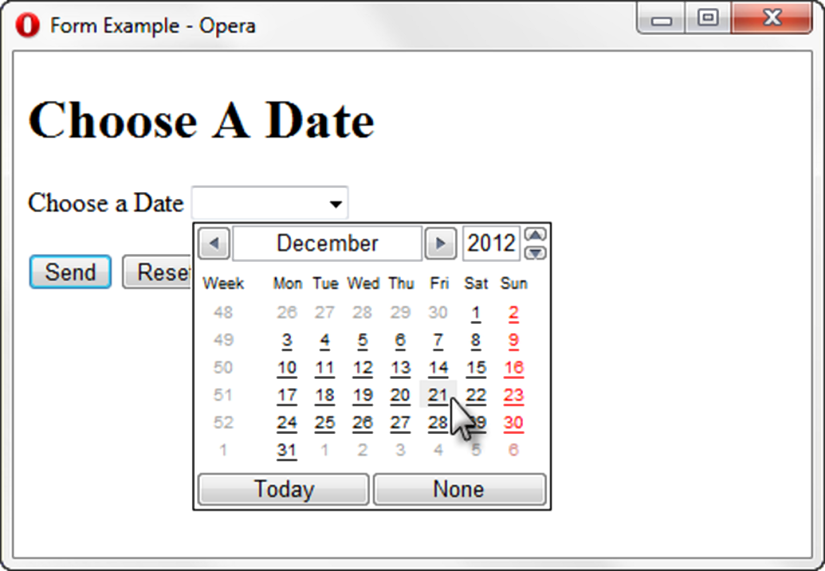 Form Example - Opera
Choose A Date
Choose a Date
December 2012
Send Reset
Week Mon Tue Wed Thu Fri Sat Sun
48 26 27 28 29 30 1 2
49 3 4 5 6 7 8 9
50 10 11 12 13 14 15 16
51 17 18 19 20 21 22 23
52 24 25 26 27 28 29 30
1 31 1 2 3 4 5 6
Today None